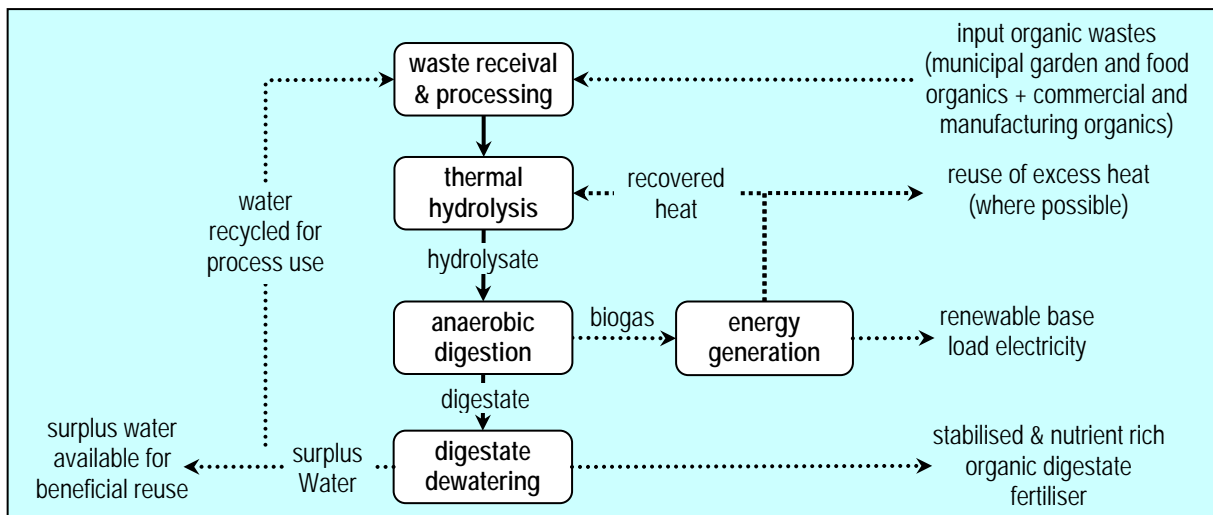 waste receival
& processing
input organic wastes
(municipal garden and food
organics + commercial and
manufacturing organics)
thermal
hydrolysis
recovered
heat
reuse of excess heat
(where possible)
water
recycled for
process use
hydrolysate
anaerobic
digestion
biogas
energy
generation
renewable base
load electricity
digestate
surplus water
available for
beneficial reuse
surplus
Water
digestate
dewatering
stabilised & nutrient rich
organic digestate
fertiliser